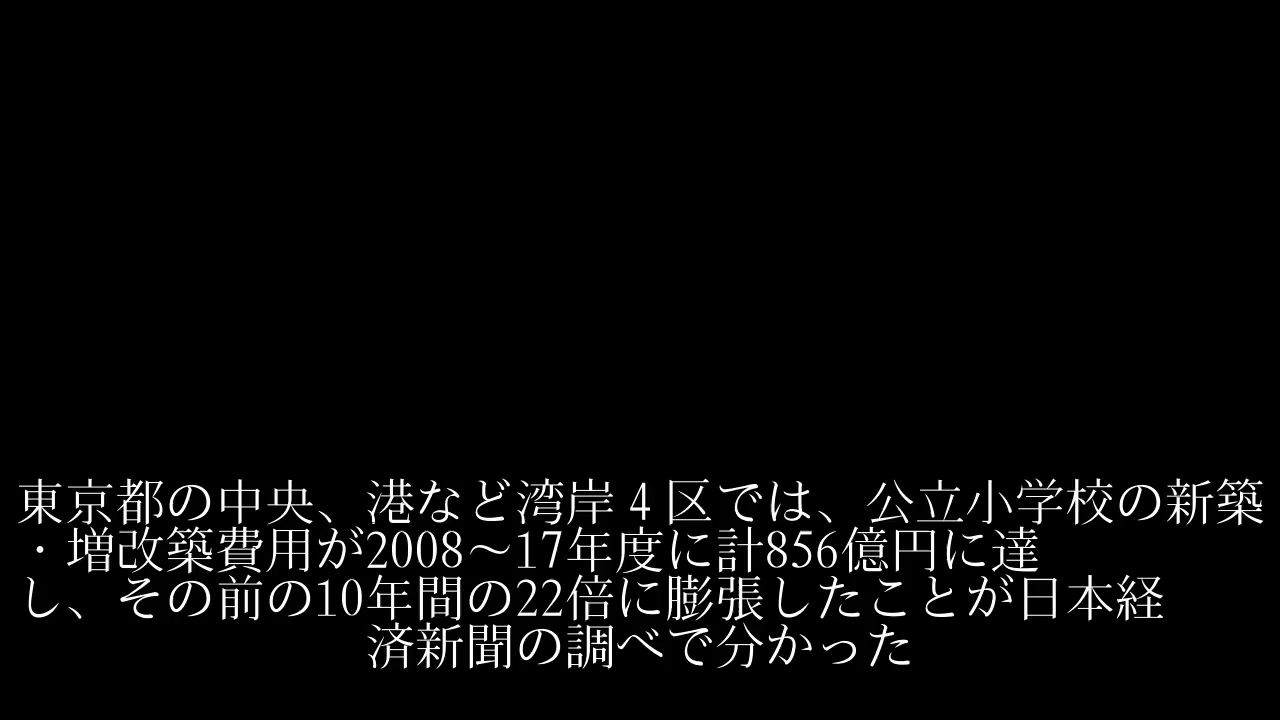 東京都の中央、港など湾岸４区では、公立小学校の新築
・増改築費用が2008～17年度に計856億円に達
し、その前の10年間の22倍に膨張したことが日本経
済新聞の調べで分かった